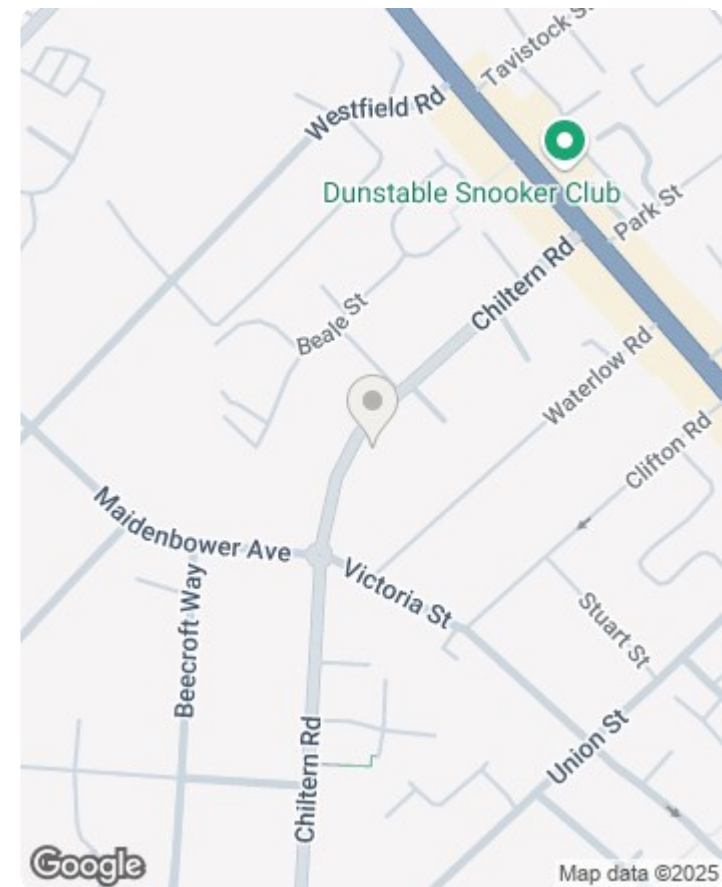 Tavistock St
Westfield Rd
Dunstable Snooker Club
Park St
Chiltern Rd
Beale St
Waterlow Rd
Clifton Rd
Maidenbower Ave
Victoria St
Beecroft Way
Stuart St
Union St
Chiltern Rd
Google
Map data ©2025